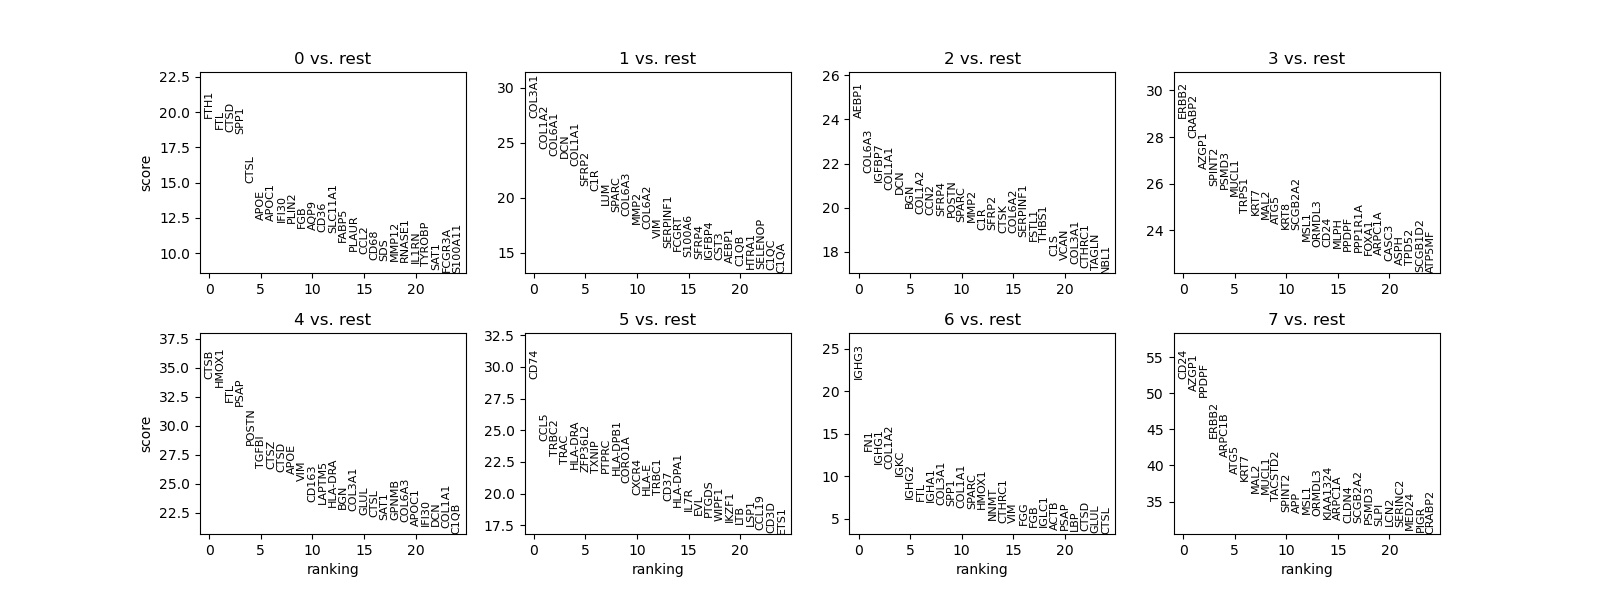 0 vs. rest
1 vs. rest
2 vs. rest
3 vs. rest
score
22.5
20.0
17.5
15.0
12.5
10.0
FTH1
FTL
CTSD
SPP1
CTSL
APOE
APOC1
IFI30
PLIN2
FGB
AQP9
CD36
SLC11A1
FABP5
PLAUR
CCL2
CD68
SDS
MMP12
RNASE1
IL1RN
TYROBP
SAT1
FCGR3A
S100A11
0
5
10
15
20
30
25
20
15
COL3A1
COL1A2
COL6A1
DCN
COL1A1
SFRP2
C1R
LUM
SPARC
COL6A3
MMP2
COL6A2
VIM
SERPINF1
FCGRT
S100A6
SFRP4
IGFBP4
CST3
AEBP1
C1QB
HTRA1
SELENOP
C1QC
C1QA
0
5
10
15
20
26
24
22
20
18
AEBP1
COL6A3
IGFBP7
COL1A1
DCN
BGN
COL1A2
CCN2
SFRP4
POSTN
SPARC
MMP2
C1R
SFRP2
CTSK
COL6A2
SERPINF1
FSTL1
THBS1
C1S
VCAN
COL3A1
CTHRC1
TAGLN
NBL1
0
5
10
15
20
30
28
26
24
ERBB2
CRABP2
AZGP1
SPINT2
PSMD3
MUCL1
TRPS1
KRT7
MAL2
ATG5
KRT8
SCGB2A2
MSL1
ORMDL3
CD24
MLPH
PPDPF
PPP1R1A
FOXA1
ARPC1A
CASC3
ASPH
TPD52
SCGB1D2
ATP5MF
0
5
10
15
20
4 vs. rest
5 vs. rest
6 vs. rest
7 vs. rest
score
37.5
35.0
32.5
30.0
27.5
25.0
22.5
CTSB
HMOX1
FTL
PSAP
POSTN
TGFBI
CTSZ
CTSD
APOE
VIM
CD163
LAPTM5
HLA-DRA
BGN
COL3A1
GLUL
CTSL
SAT1
GPNMB
COL6A3
APOC1
IFI30
DCN
COL1A1
C1QB
0
5
10
15
20
ranking
32.5
30.0
27.5
25.0
22.5
20.0
17.5
CD74
CCL5
TRBC2
TRAC
HLA-DRA
ZFP36L2
TXNIP
PTPRC
HLA-DPB1
CORO1A
CXCR4
HLA-E
TRBC1
CD37
HLA-DPA1
IL7R
EVL
PTGDS
WIPF1
IKZF1
LTB
LSP1
CCL19
CD3D
ETS1
0
5
10
15
20
ranking
25
20
15
10
5
IGHG3
FN1
IGHG1
COL1A2
IGKC
IGHG2
FTL
IGHA1
COL3A1
SPP1
COL1A1
SPARC
HMOX1
NNMT
CTHRC1
VIM
FGG
FGB
IGLC1
ACTB
PSAP
LBP
CTSD
GLUL
CTSL
0
5
10
15
20
ranking
55
50
45
40
35
CD24
AZGP1
PPDPF
ERBB2
ARPC1B
ATG5
KRT7
MAL2
MUCL1
TACSTD2
SPINT2
APP
MSL1
ORMDL3
KIAA1324
ARPC1A
CLDN4
SCGB2A2
PSMD3
SLPI
LCN2
SERINC2
MED24
PIGR
CRABP2
0
5
10
15
20
ranking